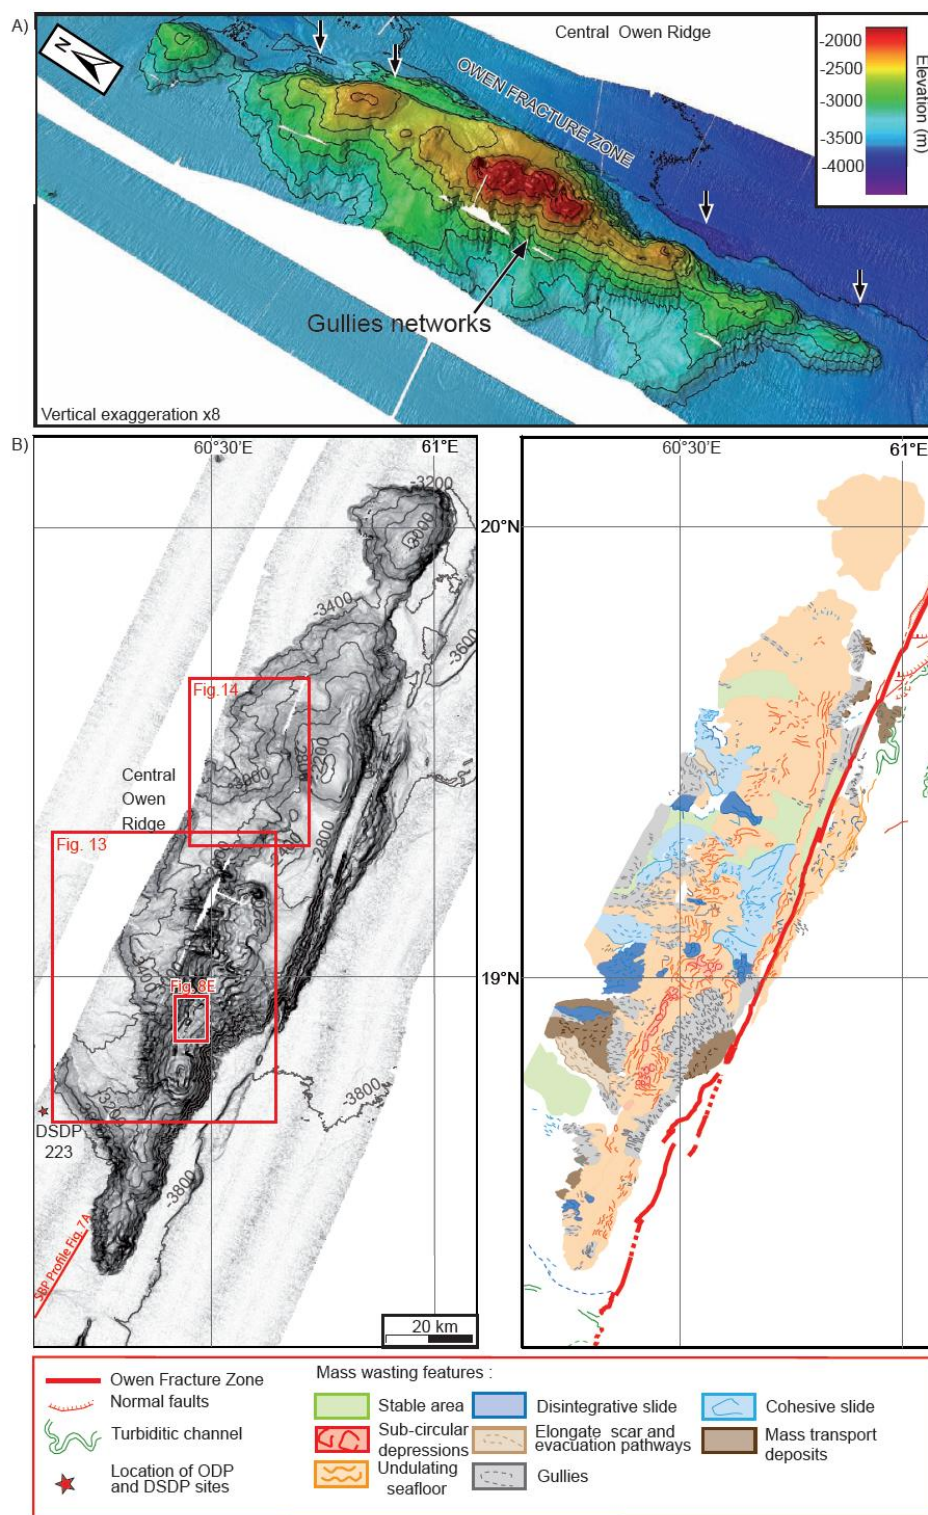 A)
Central Owen Ridge
N
OWEN FRACTURE ZONE
-2000
-2500
-3000
-3500
-4000
Elevation (m)
Gullies networks
Vertical exaggeration x8
B)
60°30'E
61°E
-3200
20°N
-3000
-3400
-3600
Fig.14
Central
Owen
Ridge
-2800
Fig. 13
Fig. 8E
3200
-3800
DSDP
223
-3800
SBP Profile Fig. 7A
20 km
60°30'E
61°E
19°N
Owen Fracture Zone
Normal faults
Turbiditic channel
Location of ODP
and DSDP sites
Mass wasting features :
Stable area
Disintegrative slide
Cohesive slide
Sub-circular
depressions
Elongate scar and
evacuation pathways
Mass transport
deposits
Undulating
seafloor
Gullies